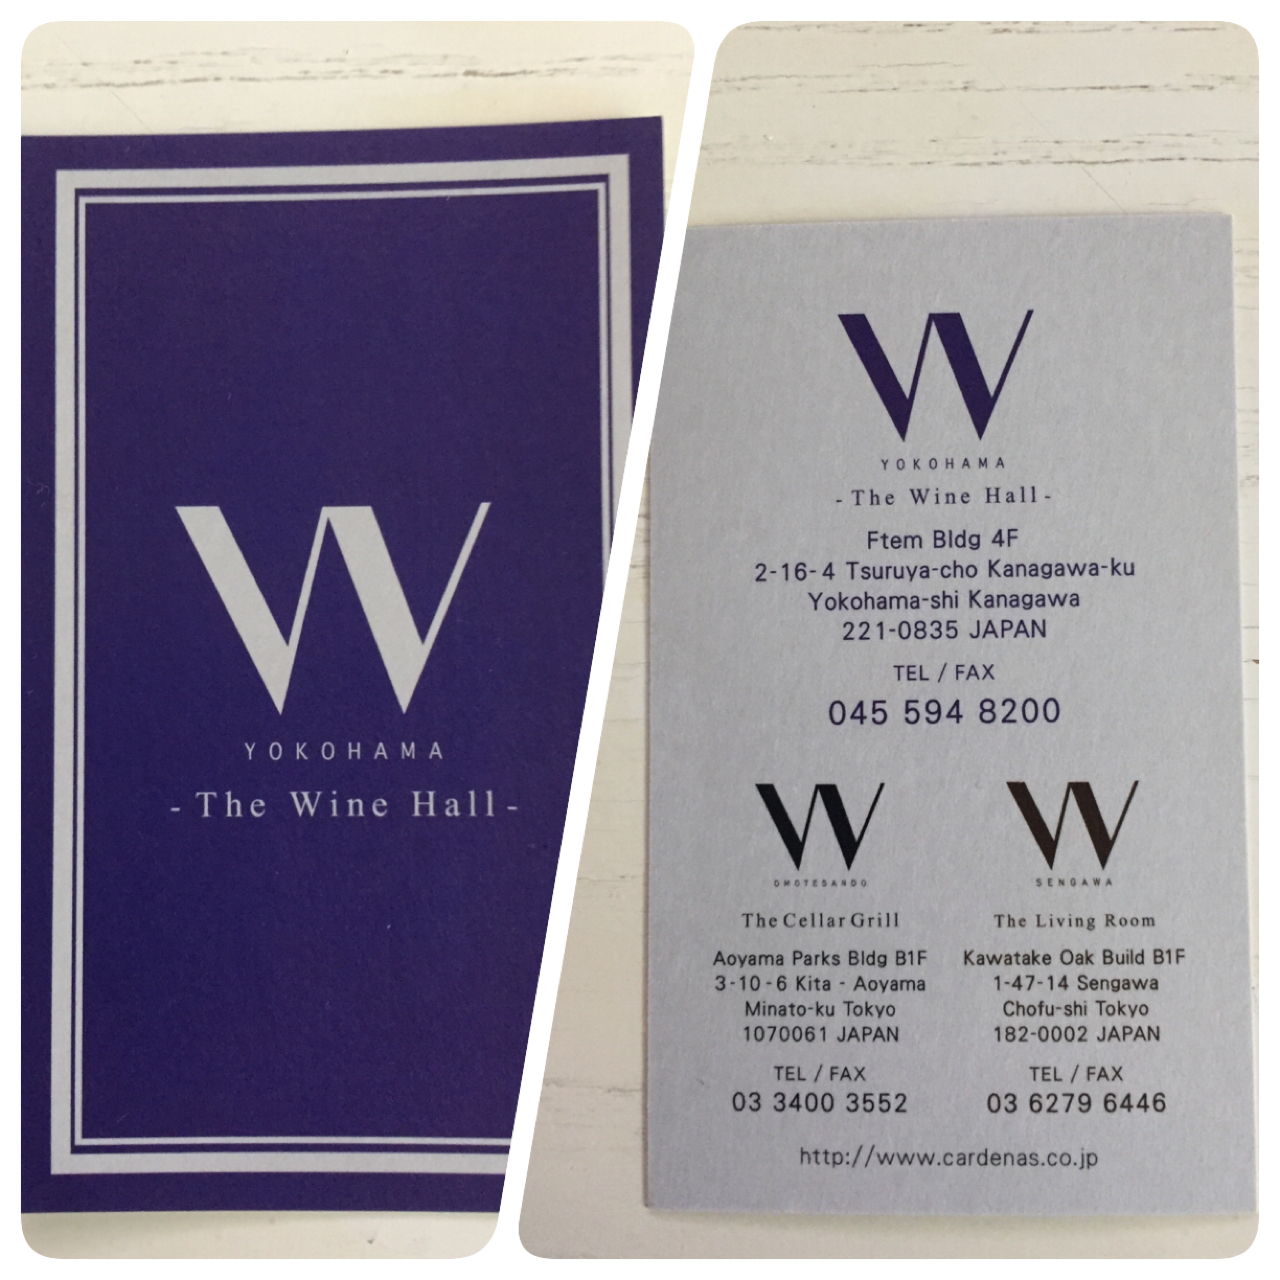 W
YOKOHAMA
- The Wine Hall -
W
YOKOHAMA
- The Wine Hall -
Ftem Bldg 4F
2-16-4 Tsuruya-cho Kanagawa-ku
Yokohama-shi Kanagawa
221-0835 JAPAN
TEL / FAX
045 594 8200
W
OMOTESANDO
The Cellar Grill
Aoyama Parks Bldg B1F
3-10-6 Kita - Aoyama
Minato-ku Tokyo
1070061 JAPAN
TEL / FAX
03 3400 3552
W
SENGAWA
The Living Room
Kawatake Oak Build B1F
1-47-14 Sengawa
Chofu-shi Tokyo
182-0002 JAPAN
TEL / FAX
03 6279 6446
http://www.cardenas.co.jp